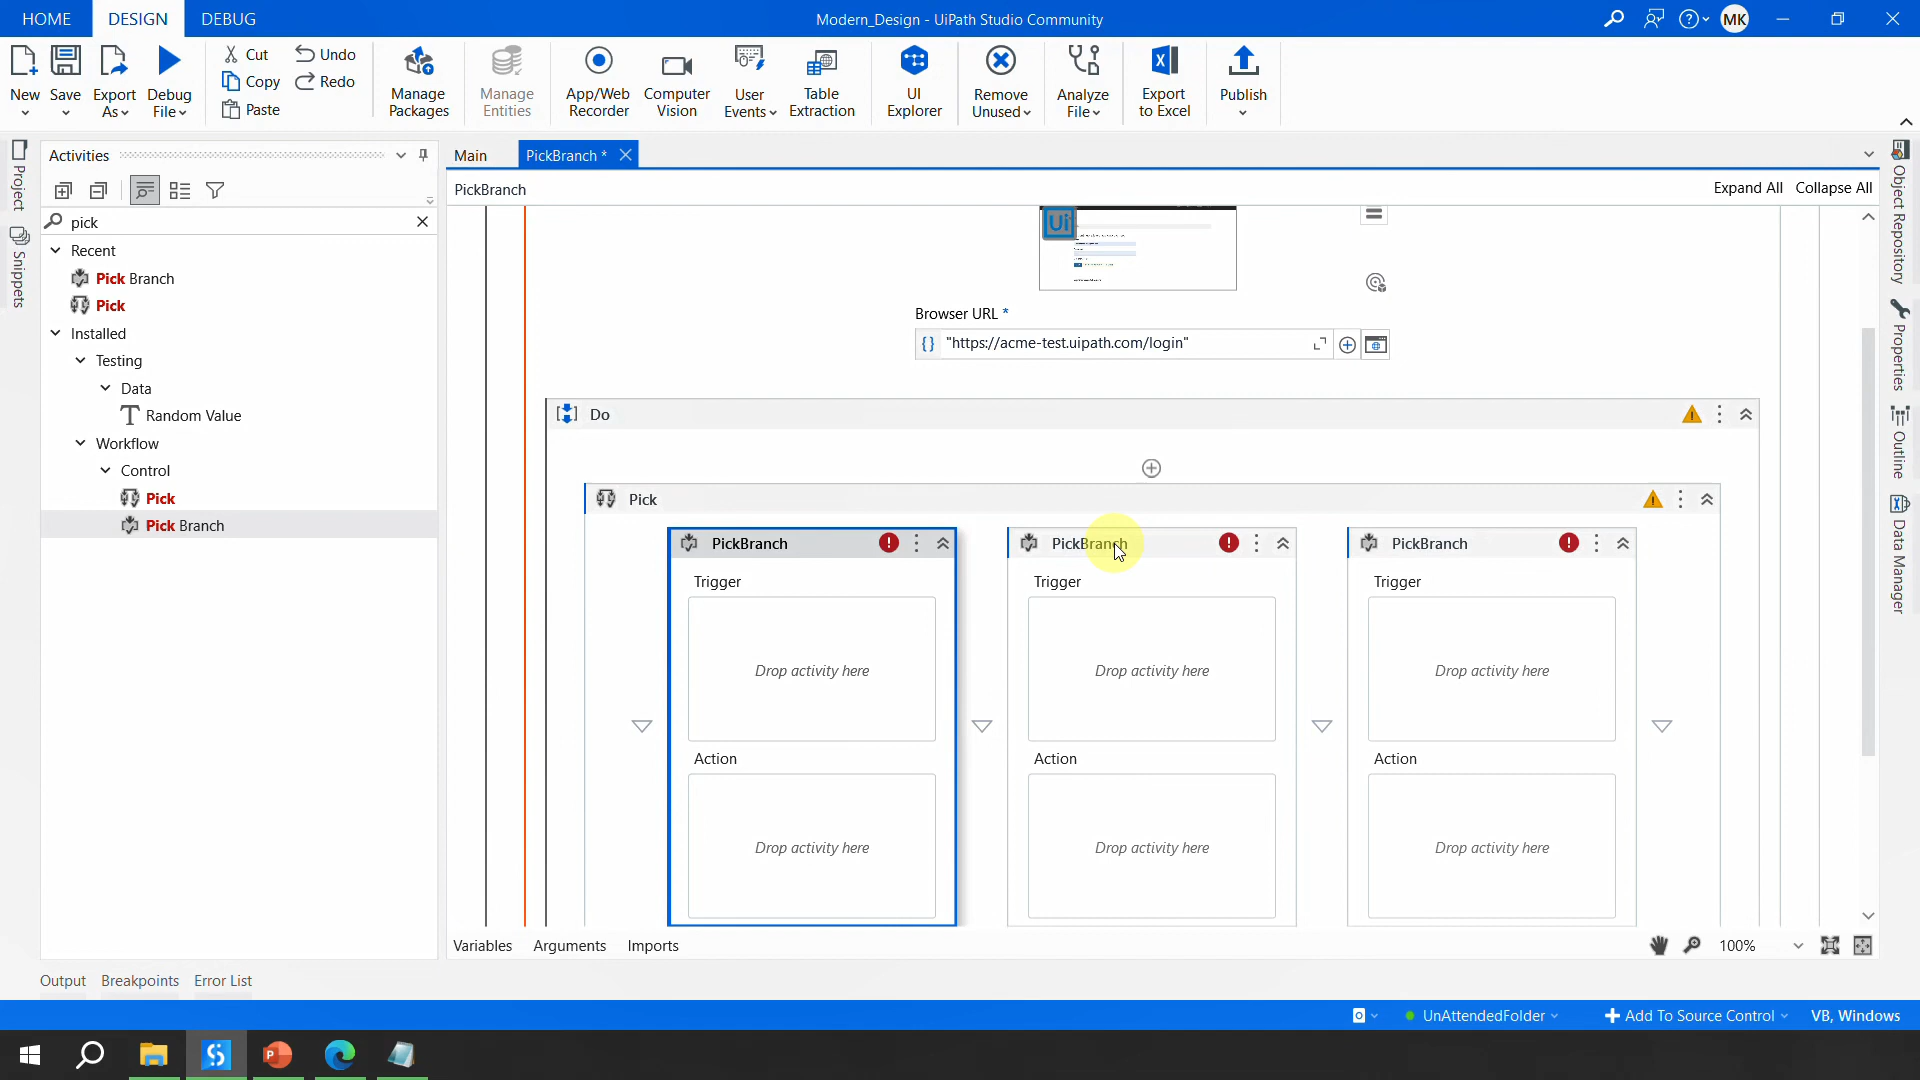 HOME
DESIGN
DEBUG
Modern_Design - UiPath Studio Community
MK
New
Save
Export
As
Debug
File
Cut
Copy
Paste
Undo
Redo
Manage
Packages
Manage
Entities
App/Web
Recorder
Computer
Vision
User
Events
Table
Extraction
UI
Explorer
Remove
Unused
Analyze
File
Export
to Excel
Publish
Project
Snippets
Activities
pick
Recent
Pick Branch
Pick
Installed
Testing
Data
Random Value
Workflow
Control
Pick
Pick Branch
Main
PickBranch *
PickBranch
Expand All
Collapse All
Ui
Browser URL *
"https://acme-test.uipath.com/login"
Do
Pick
PickBranch
PickBranch
PickBranch
Trigger
Trigger
Trigger
Drop activity here
Drop activity here
Drop activity here
Action
Action
Action
Drop activity here
Drop activity here
Drop activity here
Object Repository
Properties
Outline
Data Manager
Variables
Arguments
Imports
100%
Output
Breakpoints
Error List
UnAttendedFolder
Add To Source Control
VB, Windows